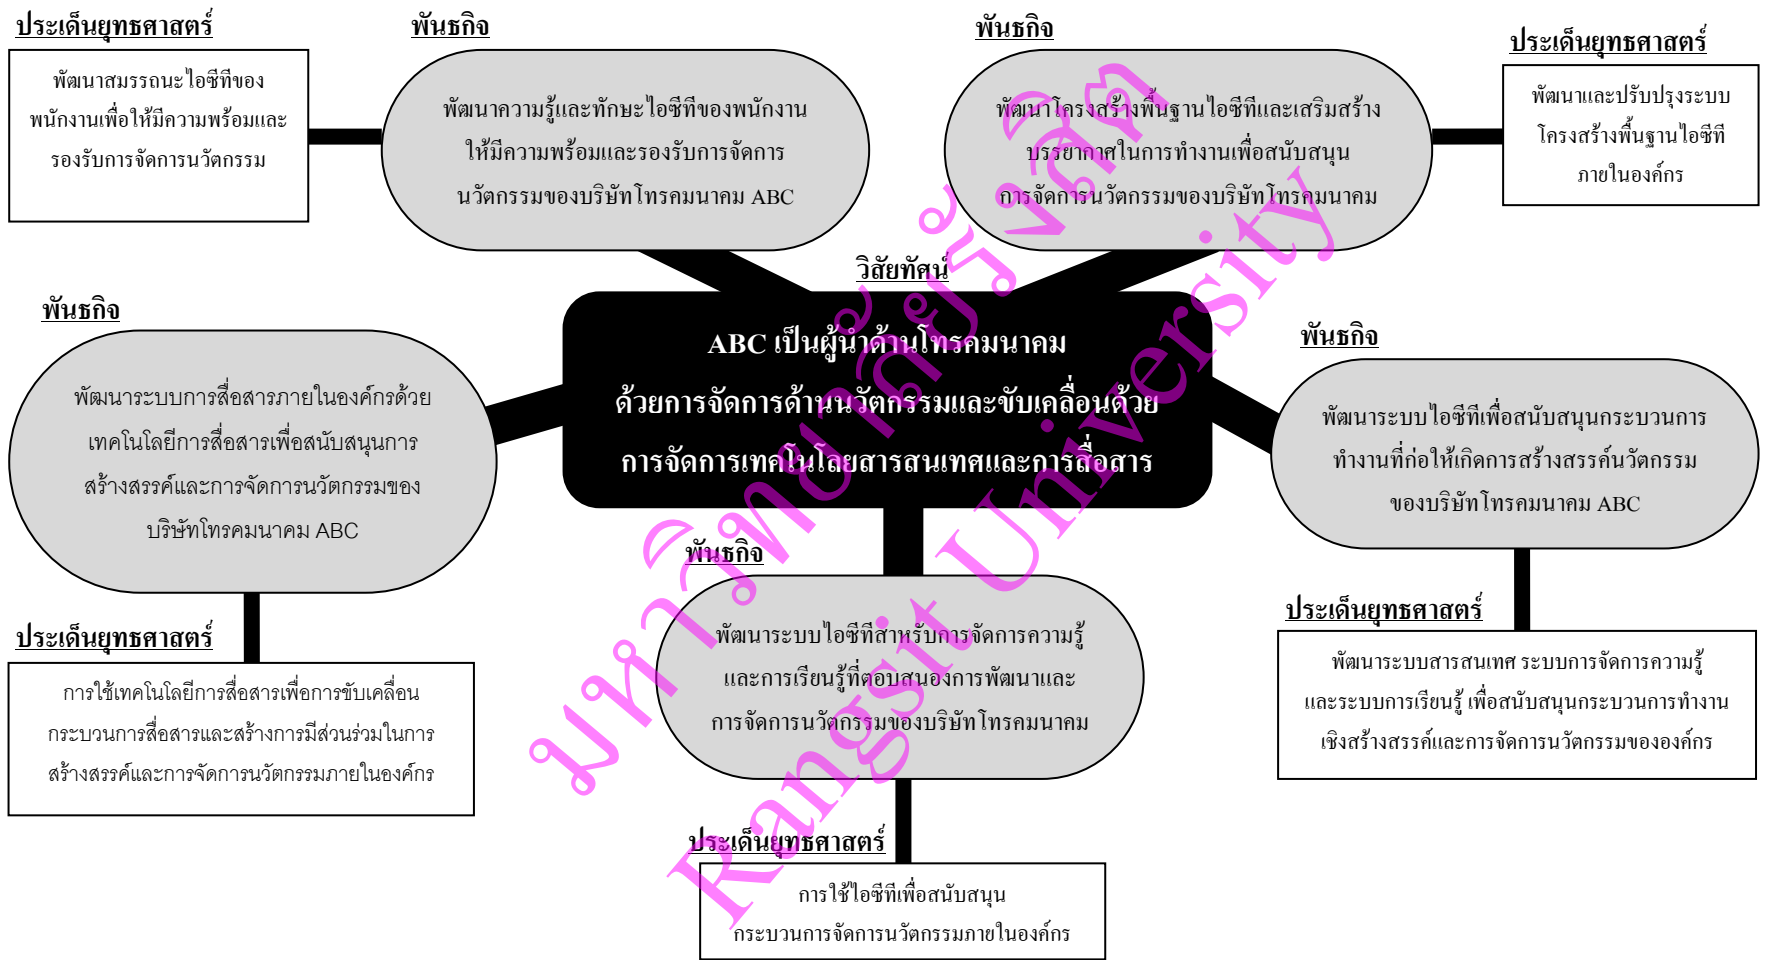 ประเด็นยุทธศาสตร์
พัฒนาสมรรถนะไอซีทีของ
พนักงานเพื่อให้มีความพร้อมและ
รองรับการจัดการนวัตกรรม
พันธกิจ
พัฒนาความรู้และทักษะไอซีทีของพนักงาน
ให้มีความพร้อมและรองรับการจัดการ
นวัตกรรมของบริษัทโทรคมนาคม ABC
พันธกิจ
พัฒนาโครงสร้างพื้นฐานไอซีทีและเสริมสร้าง
บรรยากาศในการทำงานเพื่อสนับสนุน
การจัดการนวัตกรรมของบริษัทโทรคมนาคม
ประเด็นยุทธศาสตร์
พัฒนาและปรับปรุงระบบ
โครงสร้างพื้นฐานไอซีที
ภายในองค์กร
วิสัยทัศน์
ABC เป็นผู้นำด้านโทรคมนาคม
ด้วยการจัดการด้านนวัตกรรมและขับเคลื่อนด้วย
การจัดการเทคโนโลยสารสนเทศและการสื่อสาร
พันธกิจ
พัฒนาระบบการสื่อสารภายในองค์กรด้วย
เทคโนโลยีการสื่อสารเพื่อสนับสนุนการ
สร้างสรรค์และการจัดการนวัตกรรมของ
บริษัทโทรคมนาคม ABC
พันธกิจ
พัฒนาระบบไอซีทีเพื่อสนับสนุนกระบวนการ
ทำงานที่ก่อให้เกิดการสร้างสรรค์นวัตกรรม
ของบริษัทโทรคมนาคม ABC
พันธกิจ
พัฒนาระบบไอซีทีสำหรับการจัดการความรู้
และการเรียนรู้ที่ตอบสนองการพัฒนาและ
การจัดการนวัตกรรมของบริษัทโทรคมนาคม
ประเด็นยุทธศาสตร์
การใช้เทคโนโลยีการสื่อสารเพื่อการขับเคลื่อน
กระบวนการสื่อสารและสร้างการมีส่วนร่วมในการ
สร้างสรรค์และการจัดการนวัตกรรมภายในองค์กร
ประเด็นยุทธศาสตร์
พัฒนาระบบสารสนเทศ ระบบการจัดการความรู้
และระบบการเรียนรู้ เพื่อสนับสนุนกระบวนการทำงาน
เชิงสร้างสรรค์และการจัดการนวัตกรรมขององค์กร
ประเด็นยุทธศาสตร์
การใช้ไอซีทีเพื่อสนับสนุน
กระบวนการจัดการนวัตกรรมภายในองค์กร
มหาวิทยาลัยรังสิต
Rangsit University